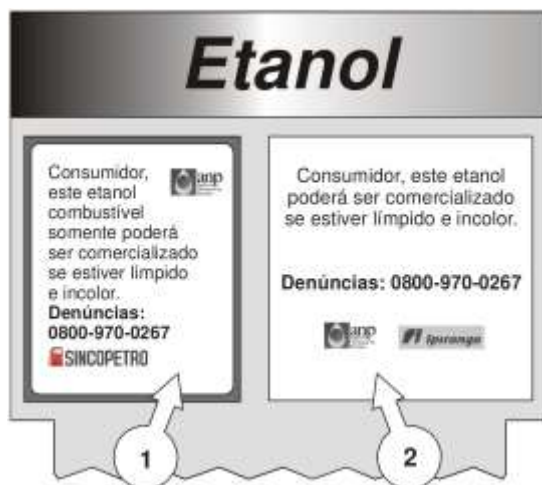 Etanol
Consumidor,
este etanol
combustível
somente poderá
ser comercializado
se estiver límpido
e incolor.
Denúncias:
0800-970-0267
SINCOPETRO
anp
Consumidor, este etanol
poderá ser comercializado
se estiver límpido e incolor.
Denúncias: 0800-970-0267
anp
Ipiranga
1
2